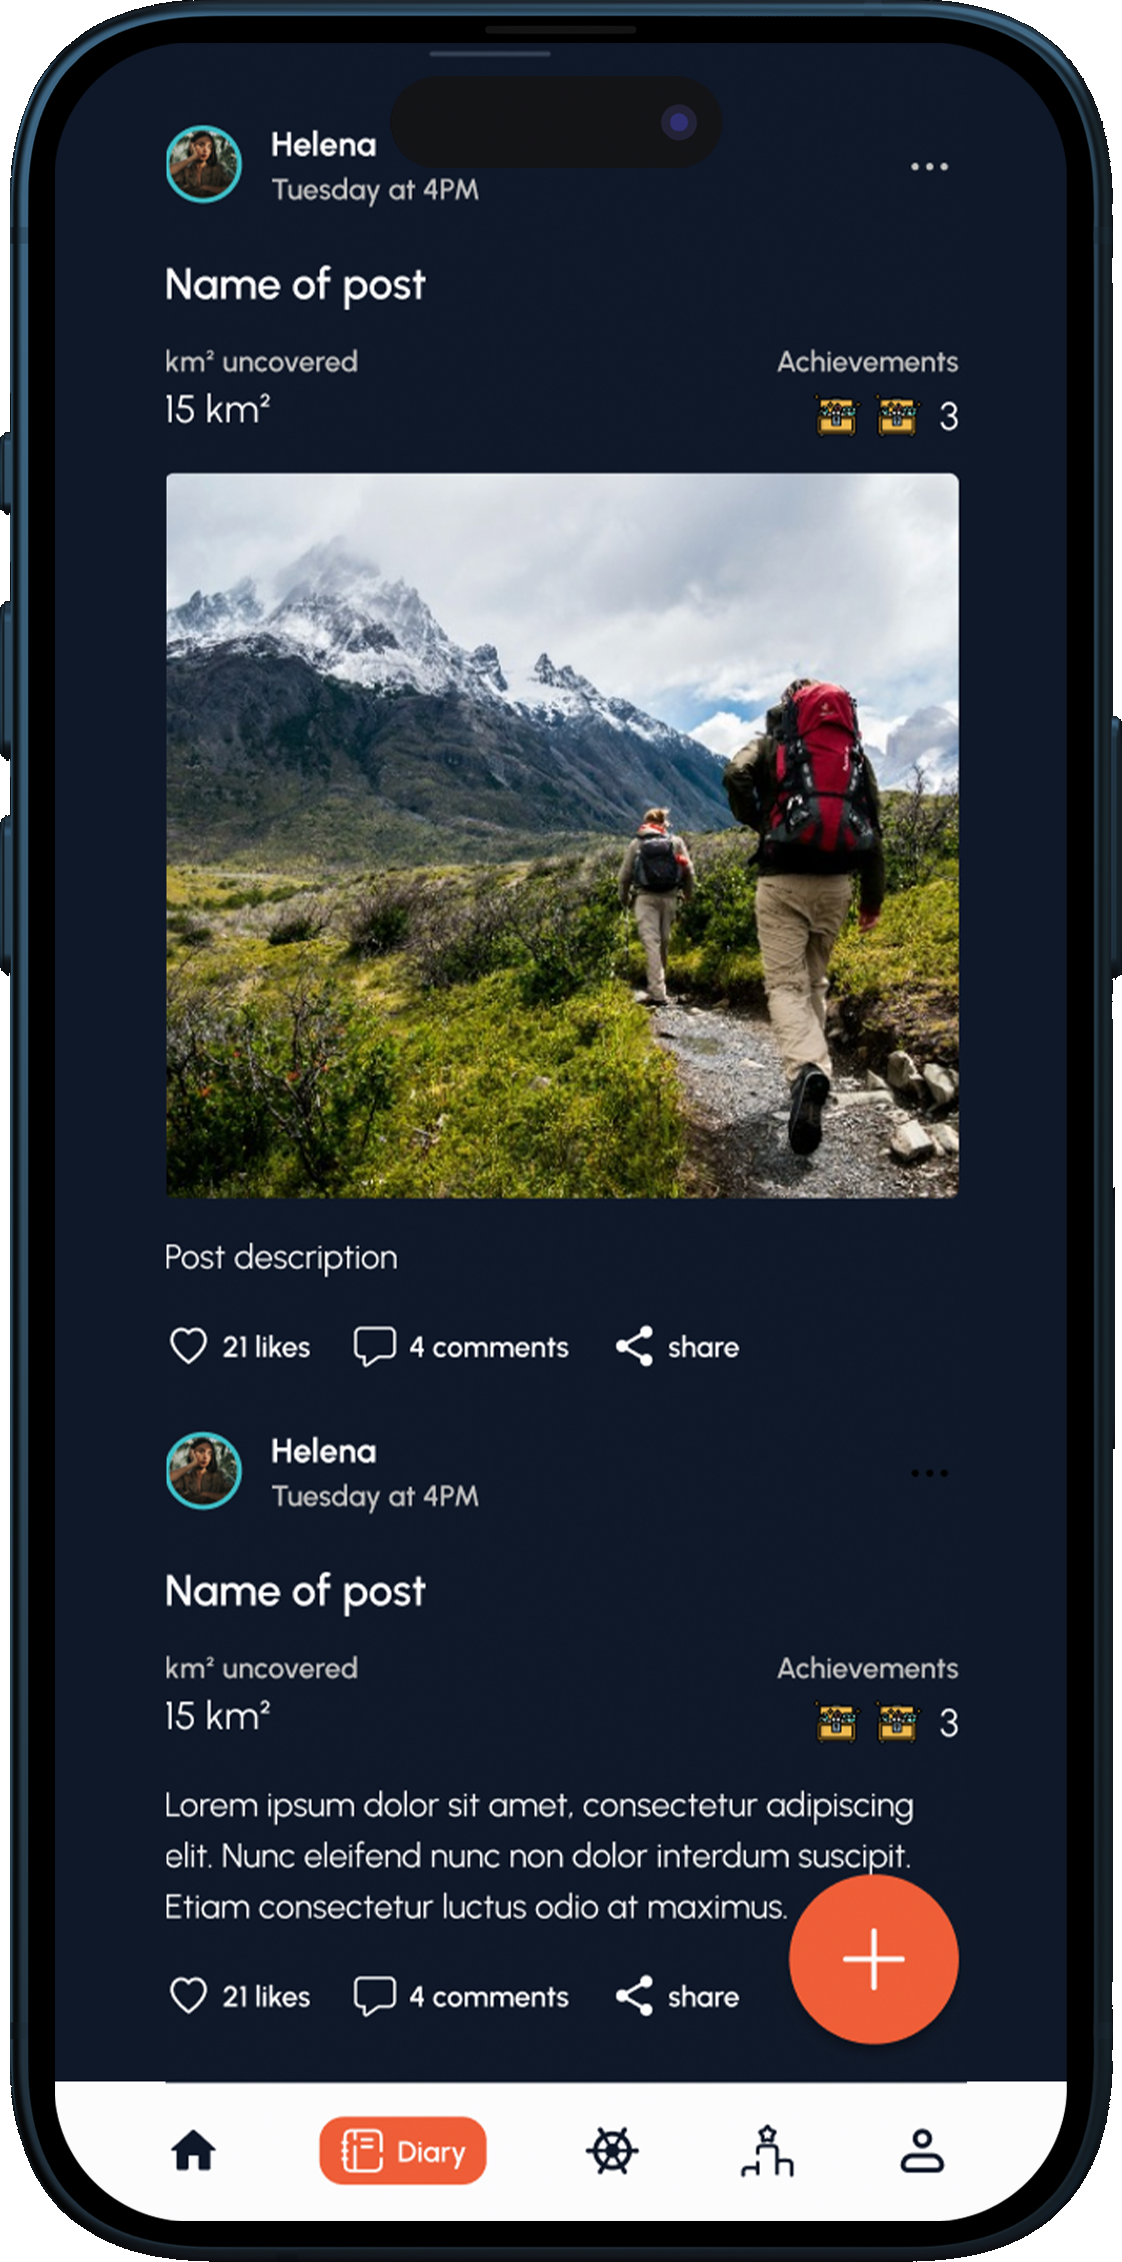 Helena
Tuesday at 4PM
Name of post
km² uncovered
Achievements
15 km²
3
Post description
21 likes
4 comments
share
Helena
Tuesday at 4PM
Name of post
km² uncovered
Achievements
15 km²
3
Lorem ipsum dolor sit amet, consectetur adipiscing
elit. Nunc eleifend nunc non dolor interdum suscipit.
Etiam consectetur luctus odio at maximus.
21 likes
4 comments
share
Diary